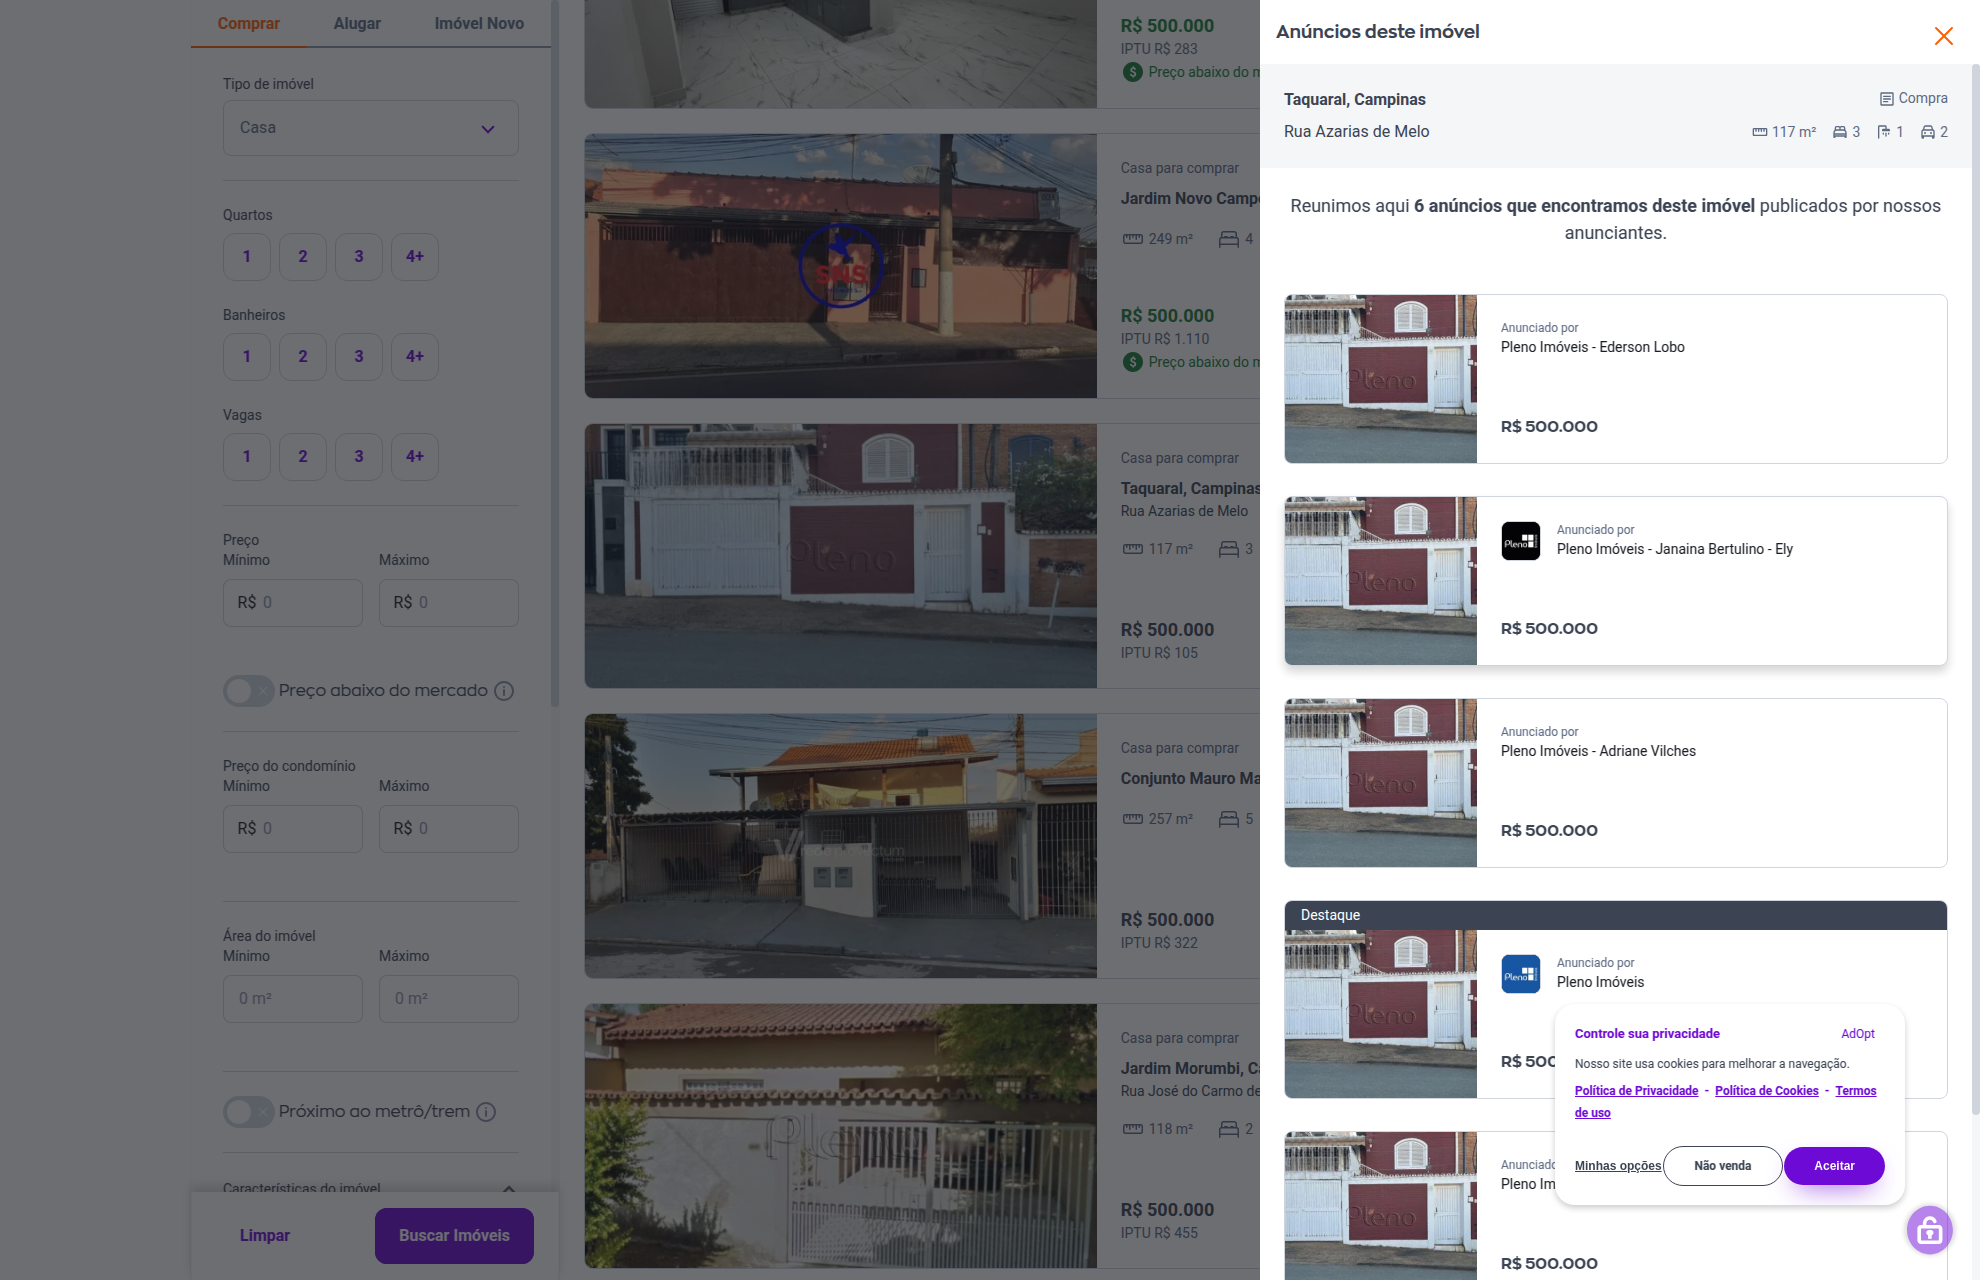 Comprar
Alugar
Imóvel Novo
Tipo de imóvel
Casa
Quartos
1
2
3
4+
Banheiros
1
2
3
4+
Vagas
1
2
3
4+
Preço
Mínimo
Máximo
R$ 0
R$ 0
Preço abaixo do mercado
Preço do condomínio
Mínimo
Máximo
R$ 0
R$ 0
Área do imóvel
Mínimo
Máximo
0 m²
0 m²
Próximo ao metrô/trem
Características do imóvel
Limpar
Buscar Imóveis
R$ 500.000
IPTU R$ 283
Preço abaixo do m
SNS
Casa para comprar
Jardim Novo Camp
249 m²
4
R$ 500.000
IPTU R$ 1.110
Preço abaixo do m
Pleno
Casa para comprar
Taquaral, Campinas
Rua Azarias de Melo
117 m²
3
R$ 500.000
IPTU R$ 105
Casa para comprar
Conjunto Mauro Ma
257 m²
5
R$ 500.000
IPTU R$ 322
Pleno
Casa para comprar
Jardim Morumbi, C
Rua José do Carmo de
118 m²
2
R$ 500.000
IPTU R$ 455
Anúncios deste imóvel
Taquaral, Campinas
Compra
Rua Azarias de Melo
117 m²
3
1
2
Reunimos aqui 6 anúncios que encontramos deste imóvel publicados por nossos
anunciantes.
Pleno
Anunciado por
Pleno Imóveis - Ederson Lobo
R$ 500.000
Pleno
Pleno
Anunciado por
Pleno Imóveis - Janaina Bertulino - Ely
R$ 500.000
Pleno
Anunciado por
Pleno Imóveis - Adriane Vilches
R$ 500.000
Destaque
Pleno
Pleno
Anunciado por
Pleno Imóveis
R$ 500
Controle sua privacidade
AdOpt
Nosso site usa cookies para melhorar a navegação.
Política de Privacidade - Política de Cookies - Termos
de uso
Minhas opções
Não venda
Aceitar
Pleno
Anunciado
Pleno Im
R$ 500.000